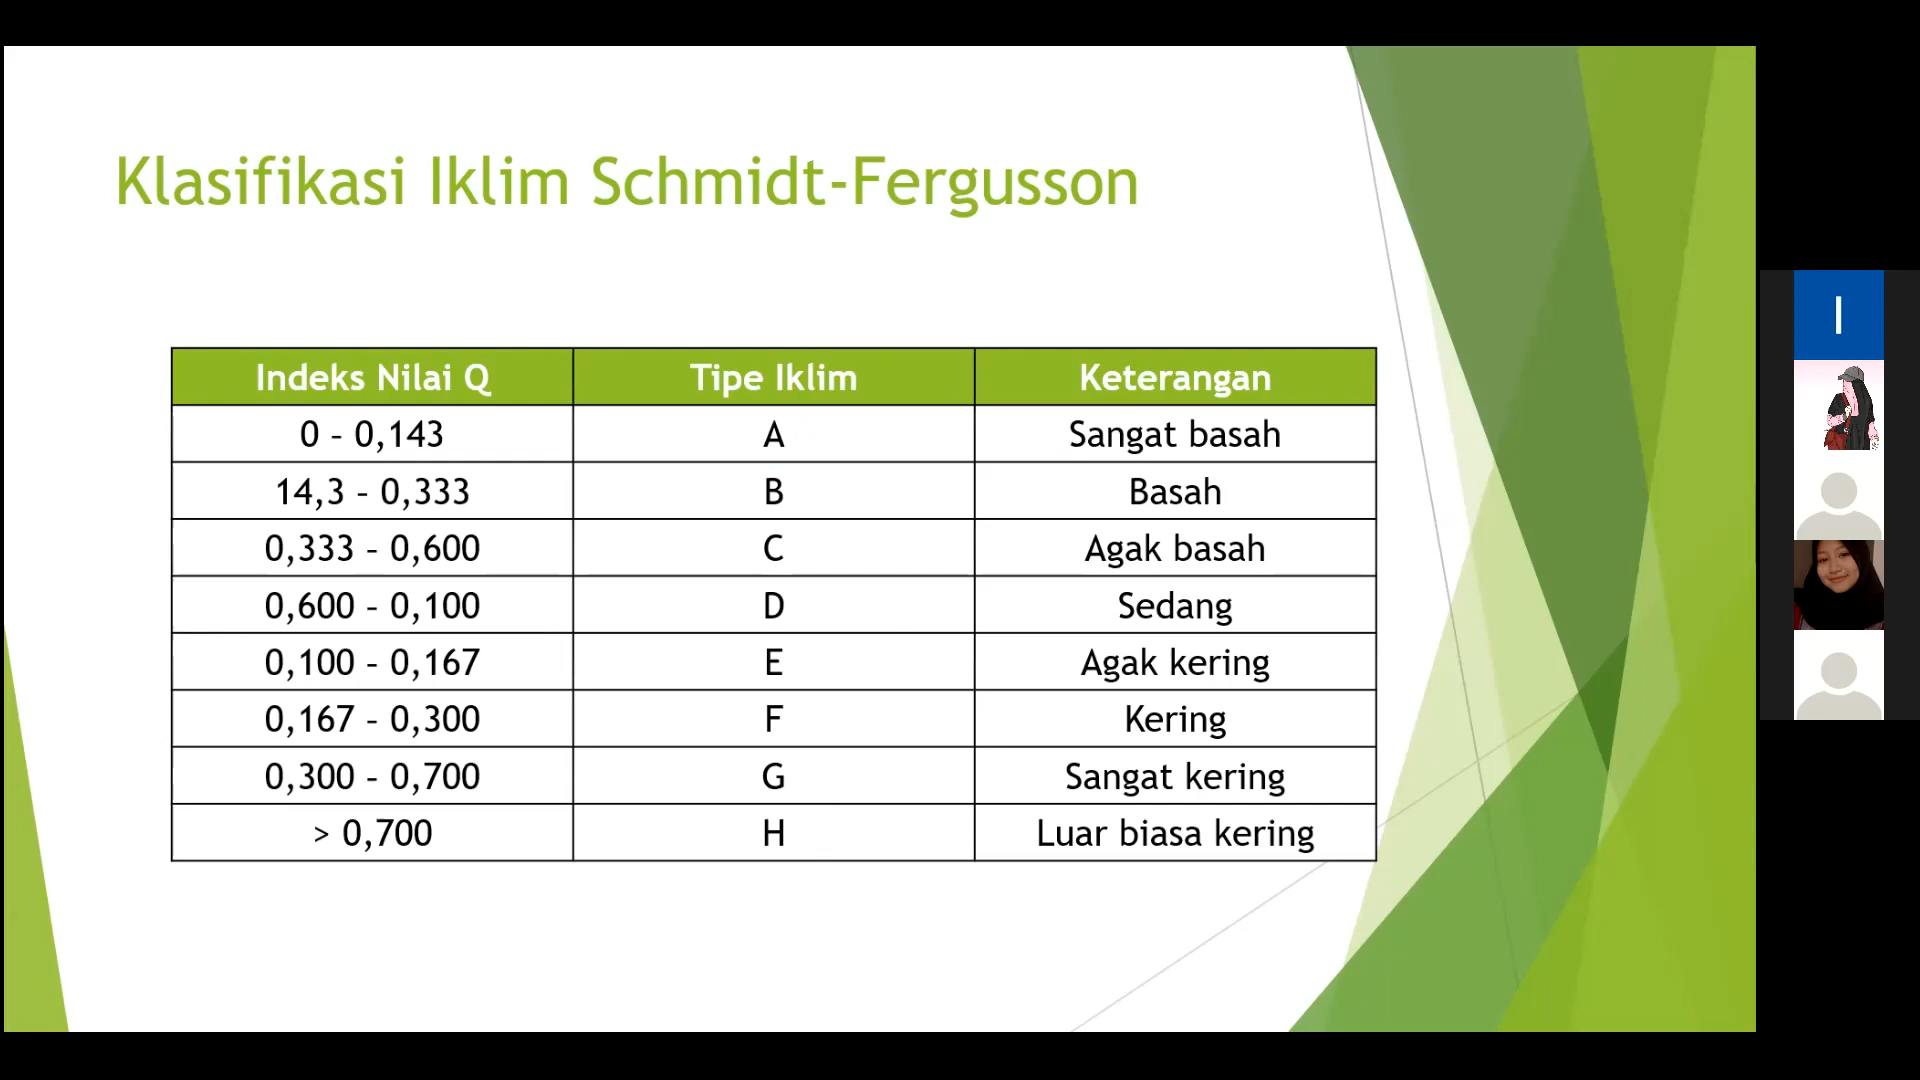 Klasifikasi Iklim Schmidt-Fergusson
Indeks Nilai Q Tipe Iklim Keterangan
0 – 0,143 A Sangat basah
14,3 – 0,333 B Basah
0,333 – 0,600 C Agak basah
0,600 – 0,100 D Sedang
0,100 – 0,167 E Agak kering
0,167 – 0,300 F Kering
0,300 – 0,700 G Sangat kering
> 0,700 H Luar biasa kering
I